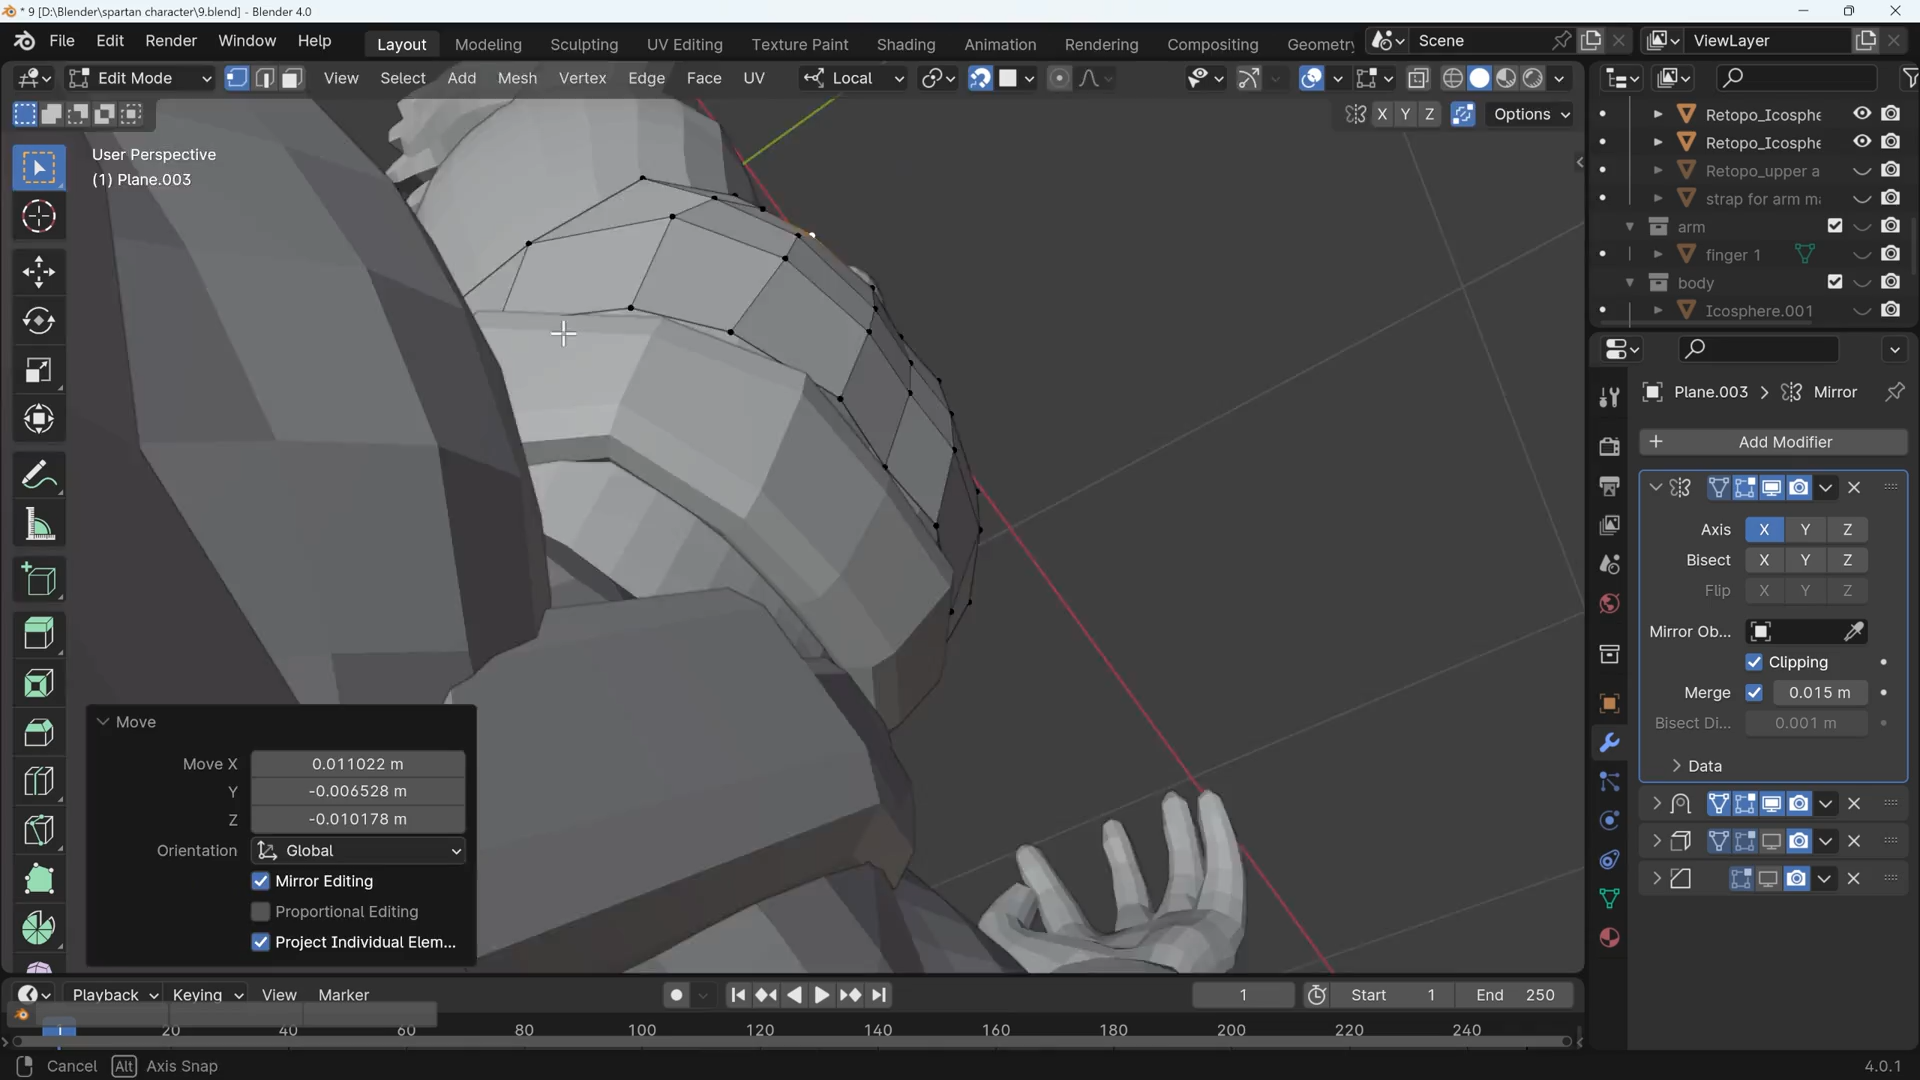 * 9 [D:\Blender\spartan character\9.blend] - Blender 4.0
File Edit Render Window Help Layout Modeling Sculpting UV Editing Texture Paint Shading Animation Rendering Compositing Geometry Scene ViewLayer
Edit Mode View Select Add Mesh Vertex Edge Face UV Local
X Y Z Options
User Perspective
(1) Plane.003
Retopo_Icosphe
Retopo_Icosphe
Retopo_upper a
strap for arm m
arm
finger 1
body
Icosphere.001
Plane.003 > Mirror
+ Add Modifier
Axis X Y Z
Bisect X Y Z
Flip X Y Z
Mirror Ob...
Clipping
Merge 0.015 m
Bisect Di... 0.001 m
Data
Move
Move X 0.011022 m
Y -0.006528 m
Z -0.010178 m
Orientation Global
Mirror Editing
Proportional Editing
Project Individual Elem...
Playback Keying View Marker 1 Start 1 End 250
1 20 40 60 80 100 120 140 160 180 200 220 240
Cancel Alt Axis Snap 4.0.1